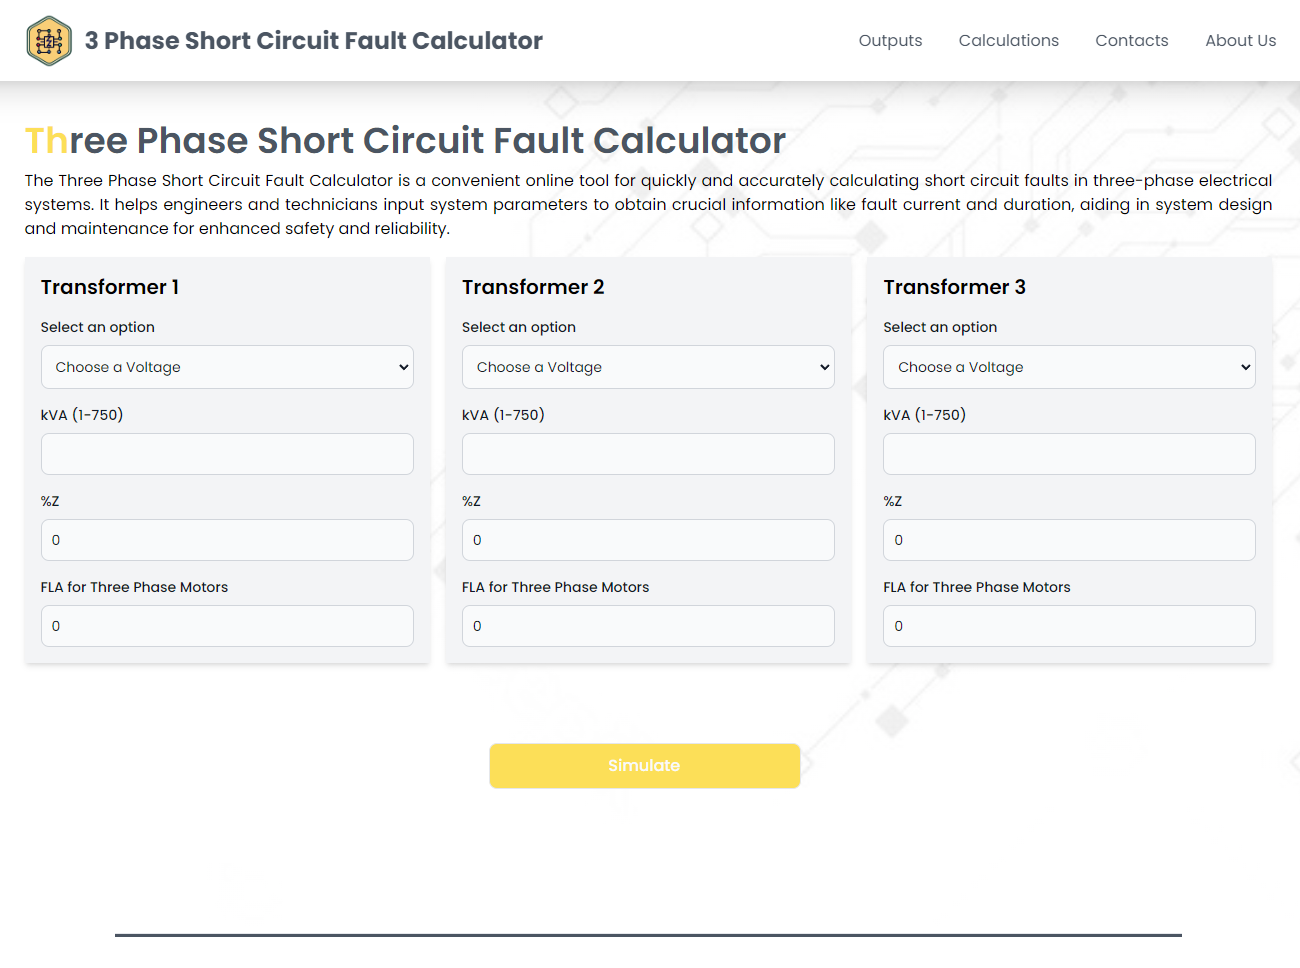 3 Phase Short Circuit Fault Calculator
Outputs
Calculations
Contacts
About Us
Three Phase Short Circuit Fault Calculator
The Three Phase Short Circuit Fault Calculator is a convenient online tool for quickly and accurately calculating short circuit faults in three-phase electrical
systems. It helps engineers and technicians input system parameters to obtain crucial information like fault current and duration, aiding in system design
and maintenance for enhanced safety and reliability.
Transformer 1
Select an option
Choose a Voltage
kVA (1-750)
%Z
0
FLA for Three Phase Motors
0
Transformer 2
Select an option
Choose a Voltage
kVA (1-750)
%Z
0
FLA for Three Phase Motors
0
Transformer 3
Select an option
Choose a Voltage
kVA (1-750)
%Z
0
FLA for Three Phase Motors
0
Simulate